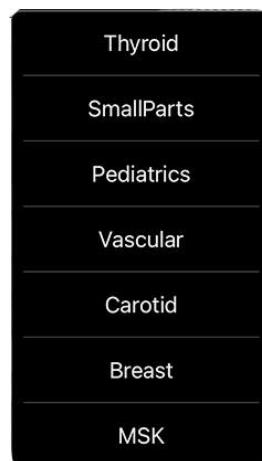 Thyroid
SmallParts
Pediatrics
Vascular
Carotid
Breast
MSK